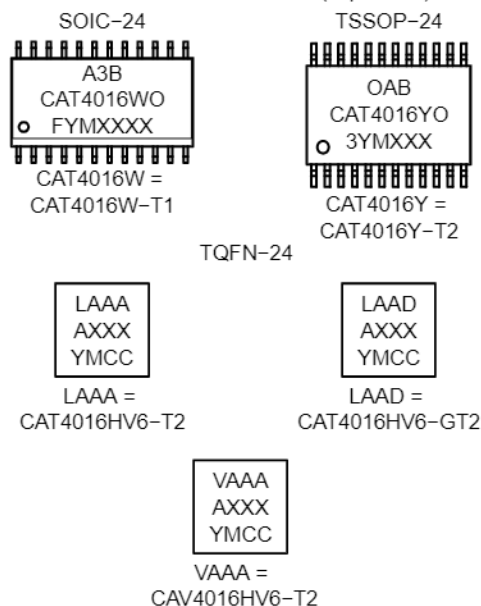 SOIC−24
A3B
CAT4016WO
FYMXXXX
CAT4016W =
CAT4016W−T1
TSSOP−24
OAB
CAT4016YO
3YMXXX
CAT4016Y =
CAT4016Y−T2
TQFN−24
LAAA
AXXX
YMCC
LAAA =
CAT4016HV6−T2
LAAD
AXXX
YMCC
LAAD =
CAT4016HV6−GT2
VAAA
AXXX
YMCC
VAAA =
CAV4016HV6−T2